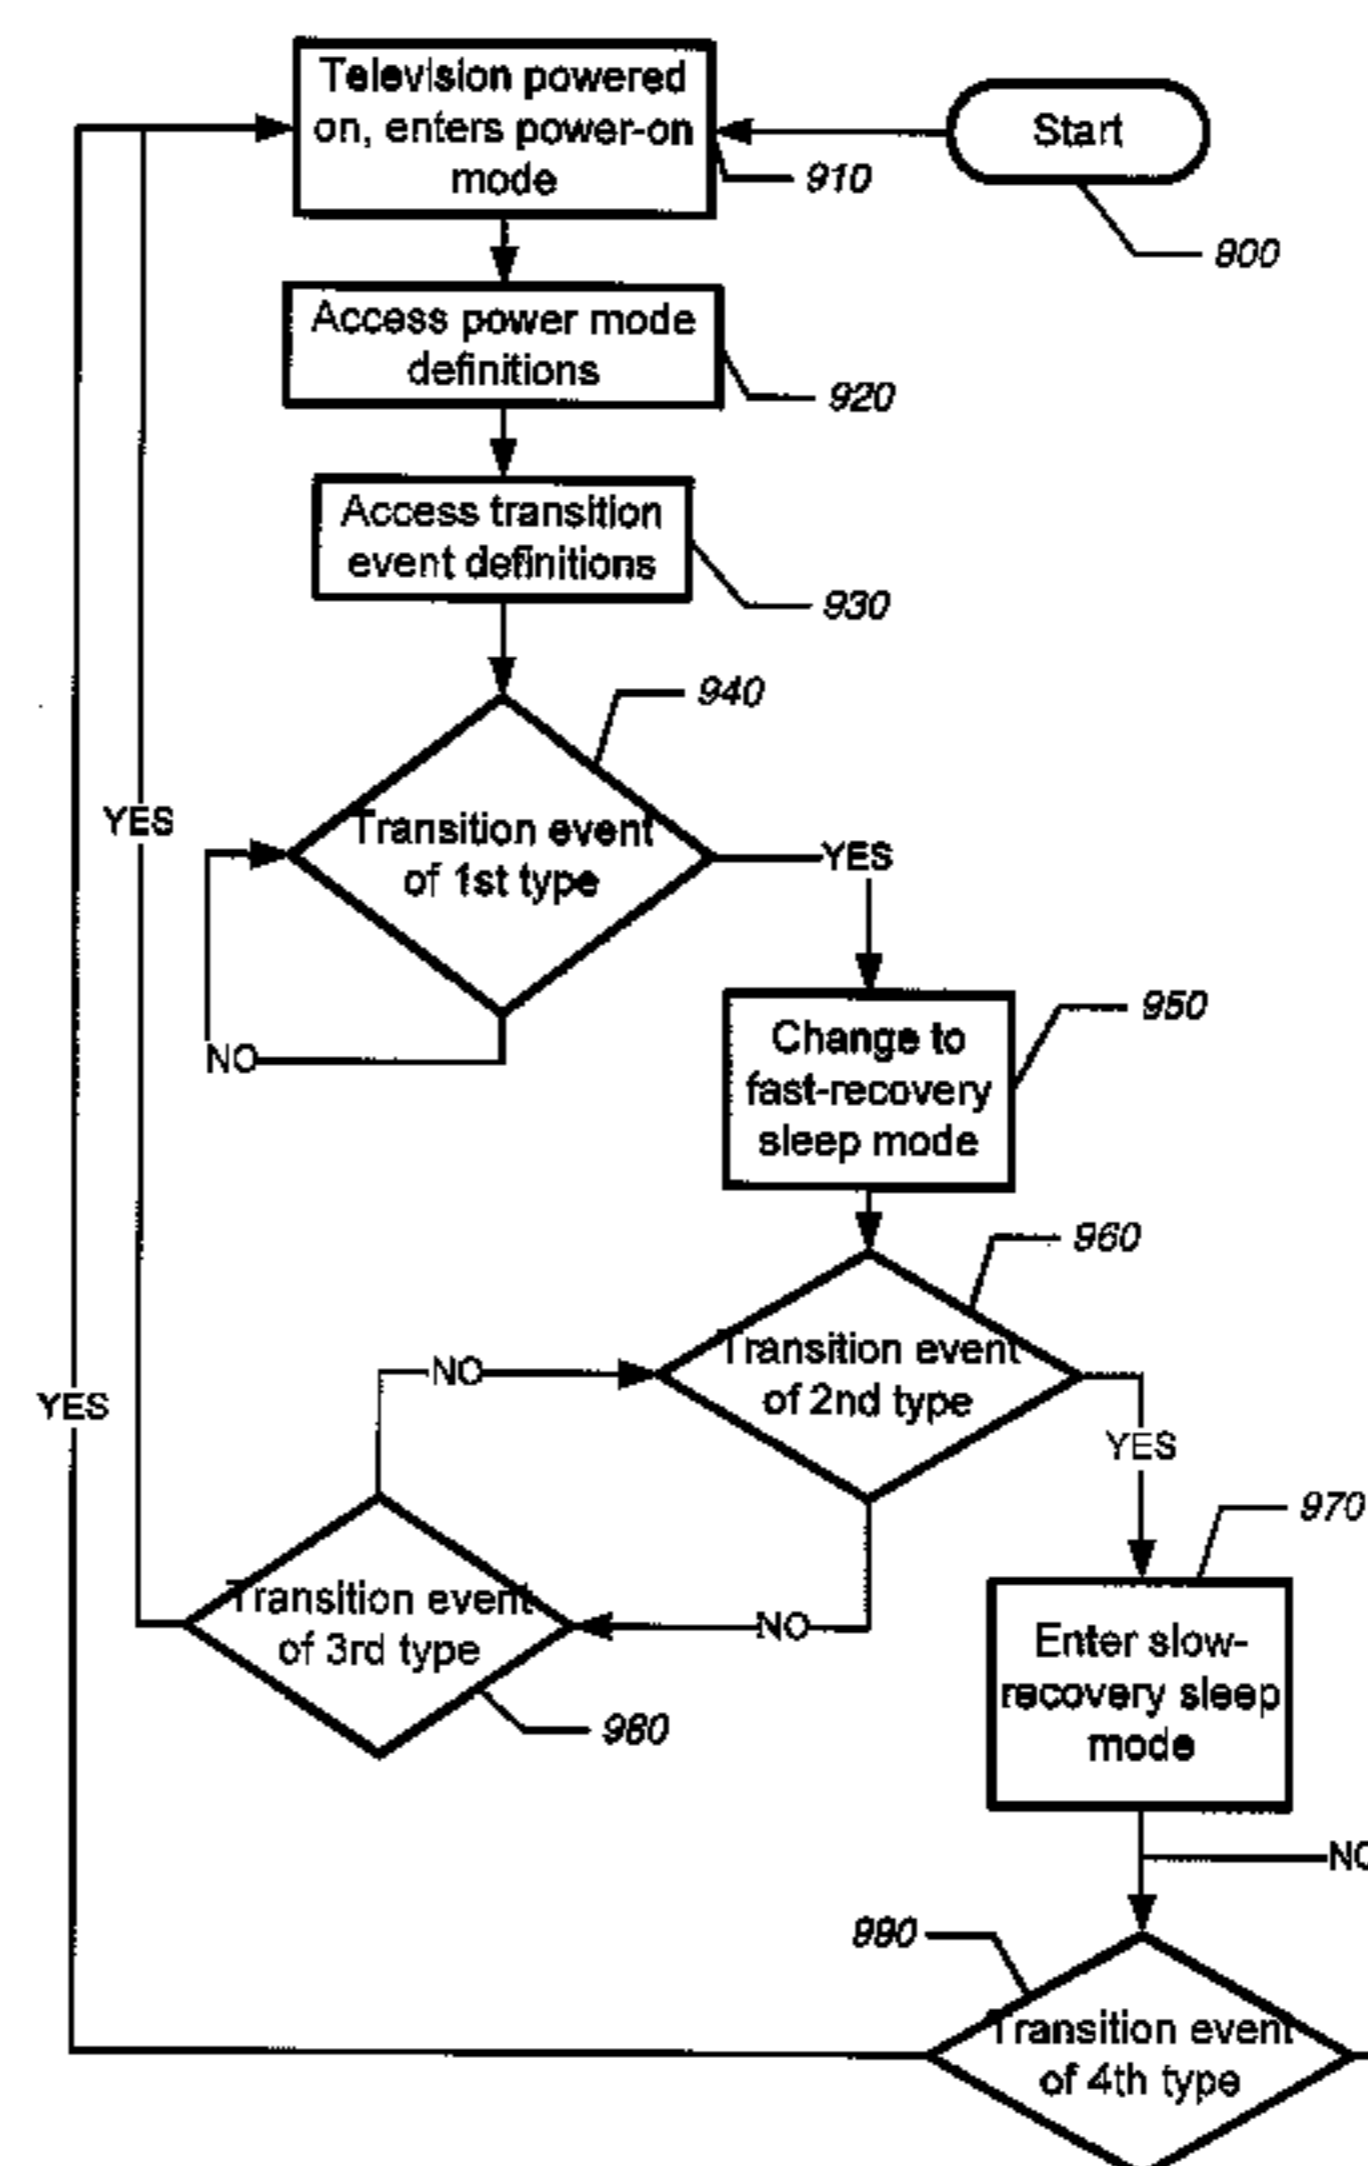 Television powered
on, enters power-on
mode
Start
910
900
Access power mode
definitions
920
Access transition
event definitions
930
940
YES
Transition event
of 1st type
YES
NO
950
Change to
fast-recovery
sleep mode
960
Transition event
of 2nd type
NO
YES
YES
970
Transition event
of 3rd type
NO
980
Enter slow-
recovery sleep
mode
NO
990
Transition event
of 4th type